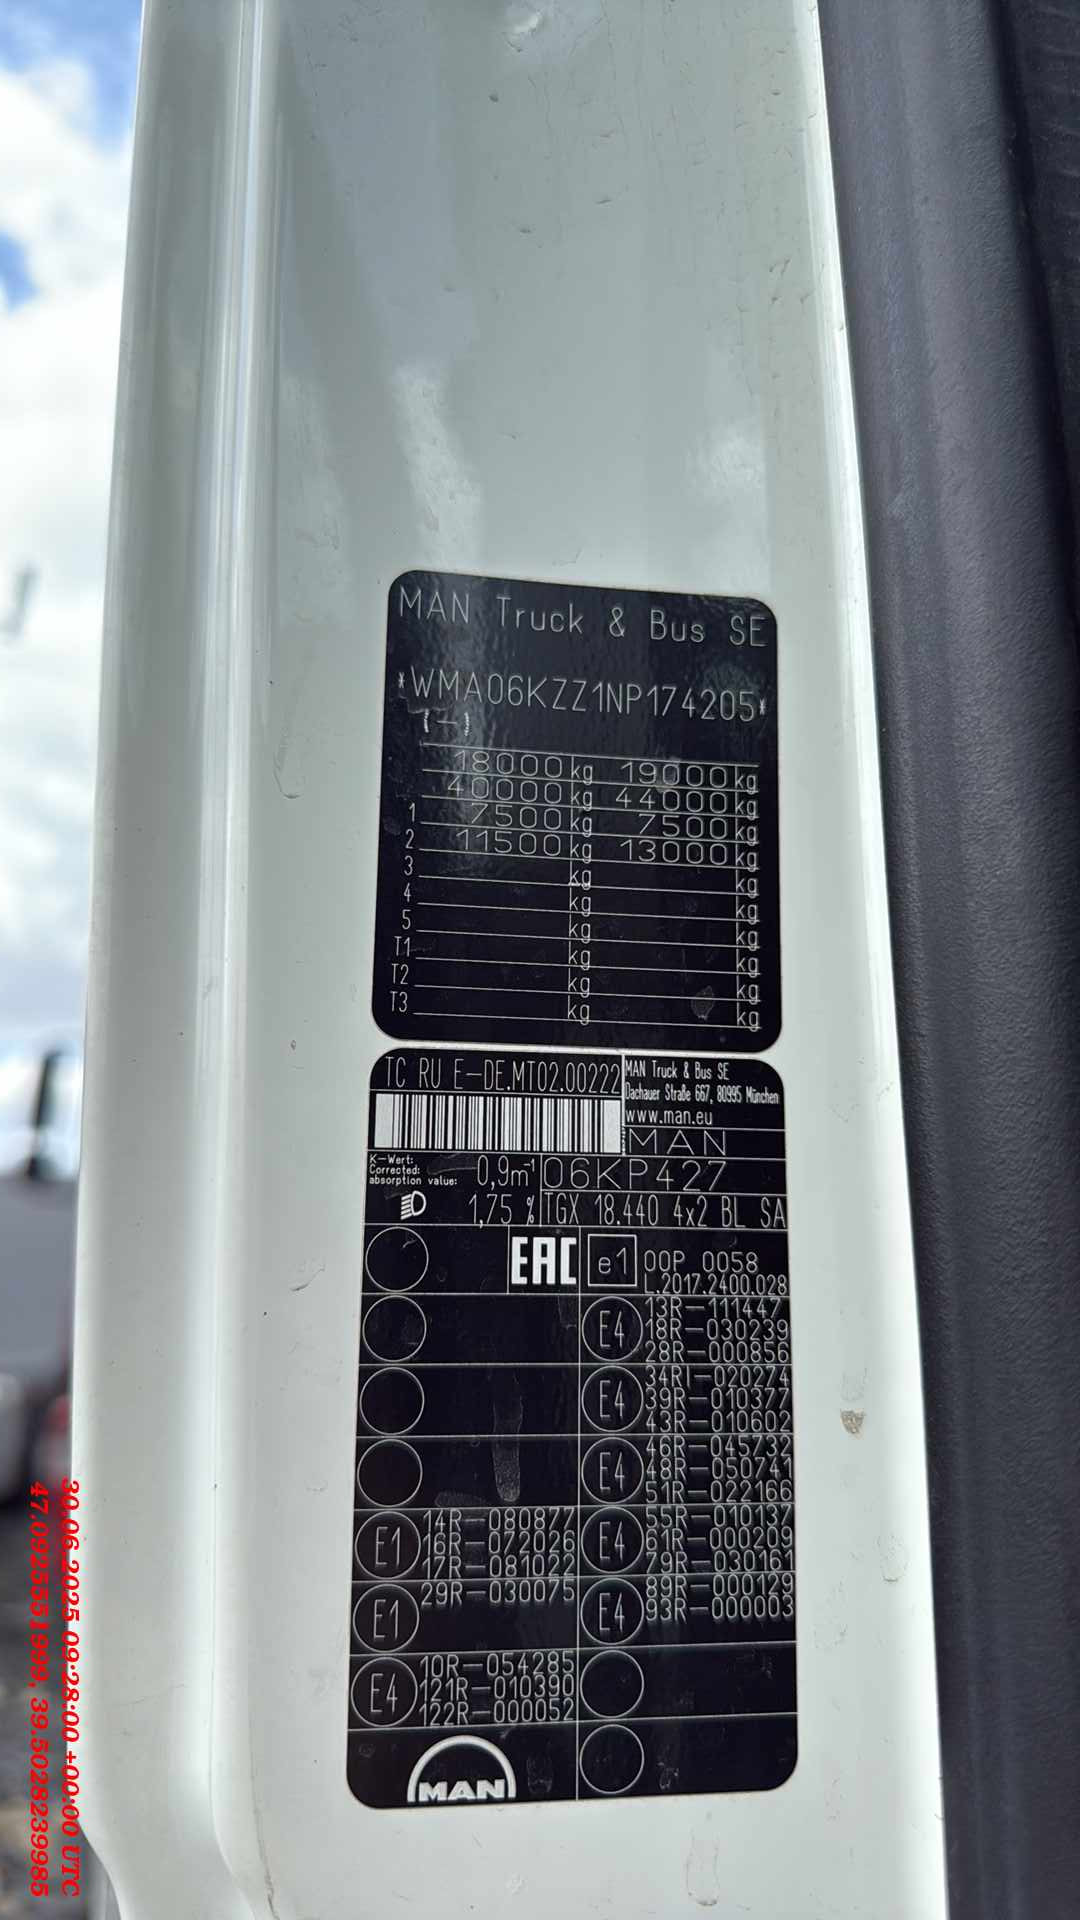 MAN Truck & Bus SE
*WMA06KZZ1NP174205*
18000 kg 19000 kg
40000 kg 44000 kg
1 7500 kg 7500 kg
2 11500 kg 13000 kg
3 kg kg
4 kg kg
5 kg kg
T1 kg kg
T2 kg kg
T3 kg kg
TC RU E-DE.MT02.00222
MAN Truck & Bus SE
Dachauer Straße 667, 80995 München
www.man.eu
MAN
K-Wert:
Corrected:
absorption value: 0,9m⁻¹
06KP427
1,75 %
TGX 18.440 4x2 BL SA
EAC
e1 00P 0058
L.2017.2400.028
E4
13R-111447
18R-030239
28R-000856
E4
34RI-020274
39R-010377
43R-010602
E4
46R-045732
48R-050741
51R-022166
E1
14R-080877
16R-072026
17R-081022
E4
55R-010137
61R-000209
79R-030161
E1
29R-030075
E4
89R-000129
93R-000003
E4
10R-054285
121R-010390
122R-000052
MAN
30.06.2025 09:28:00 +00:00 UTC
47.0925551999, 39.5028239985